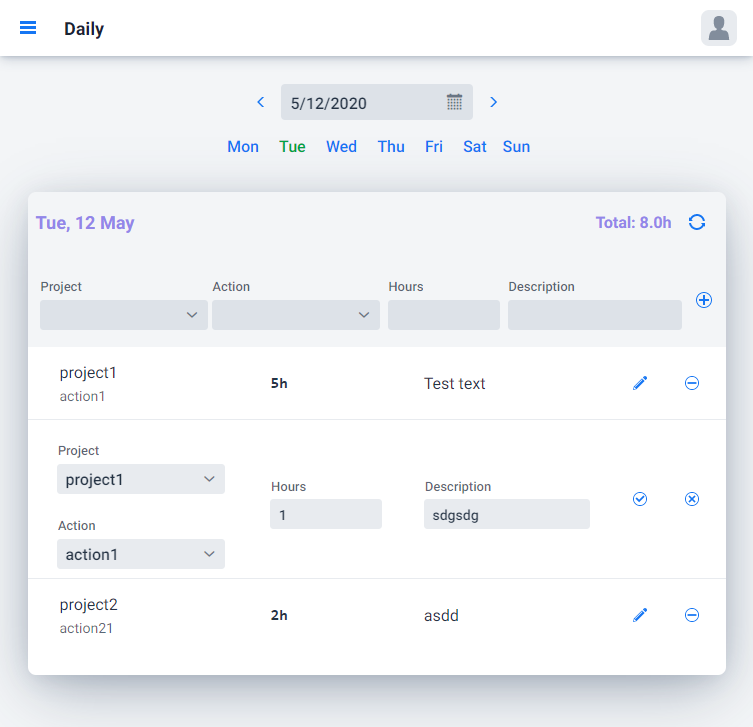 Daily
5/12/2020
Mon Tue Wed Thu Fri Sat Sun
Tue, 12 May Total: 8.0h
Project Action Hours Description
project1
action1
5h
Test text
Project
project1
Action
action1
Hours
1
Description
sdgsdg
project2
action21
2h
asdd